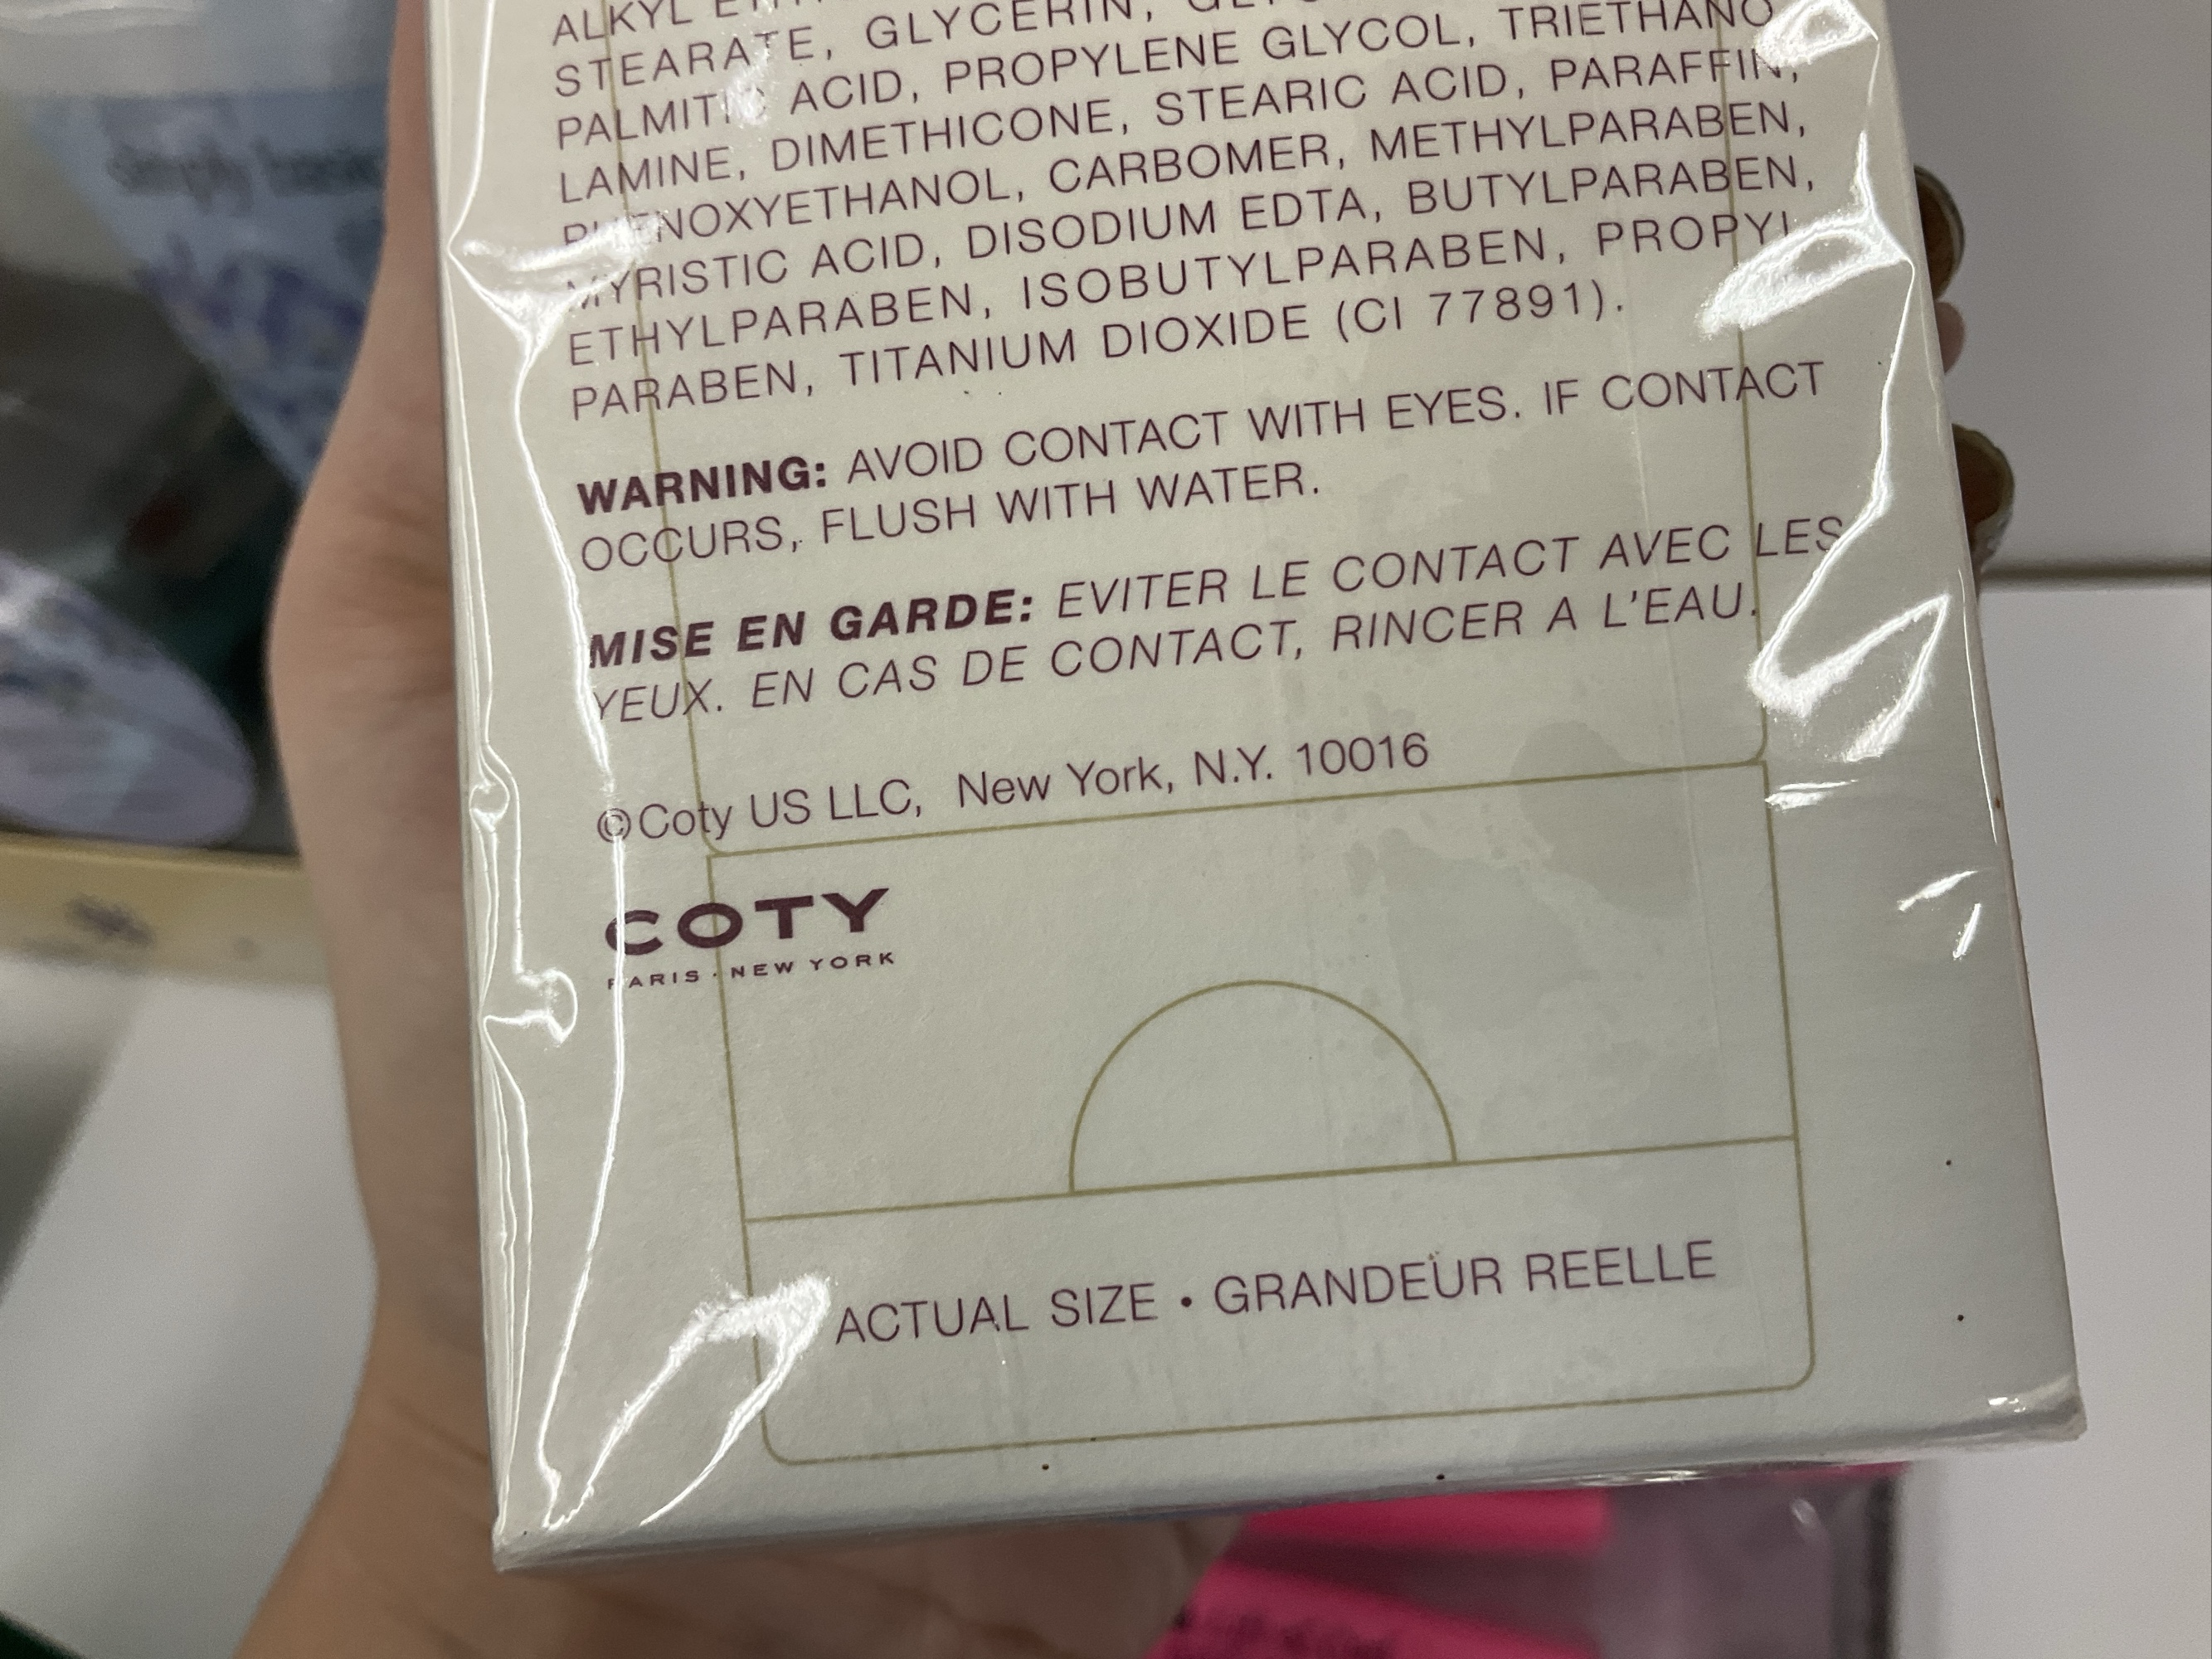 ALKYL
STEARATE, GLYCERIN,
PALMITIC ACID, PROPYLENE GLYCOL, TRIETHANO
LAMINE, DIMETHICONE, STEARIC ACID, PARAFFIN,
PHENOXYETHANOL, CARBOMER, METHYLPARABEN,
MYRISTIC ACID, DISODIUM EDTA, BUTYLPARABEN,
ETHYLPARABEN, ISOBUTYLPARABEN, PROPYL
PARABEN, TITANIUM DIOXIDE (CI 77891).
WARNING: AVOID CONTACT WITH EYES. IF CONTACT
OCCURS, FLUSH WITH WATER.
MISE EN GARDE: EVITER LE CONTACT AVEC LES
YEUX. EN CAS DE CONTACT, RINCER A L'EAU.
©Coty US LLC, New York, N.Y. 10016
COTY
PARIS · NEW YORK
ACTUAL SIZE • GRANDEUR REELLE
simply basic